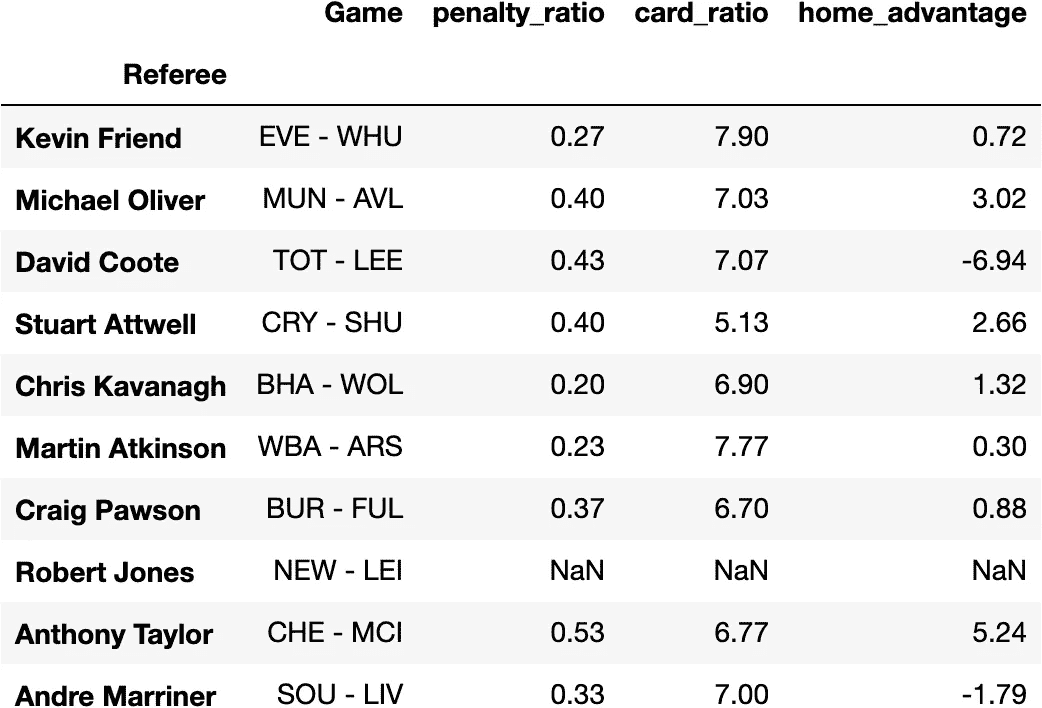 Game penalty_ratio card_ratio home_advantage
Referee
Kevin Friend EVE - WHU 0.27 7.90 0.72
Michael Oliver MUN - AVL 0.40 7.03 3.02
David Coote TOT - LEE 0.43 7.07 -6.94
Stuart Attwell CRY - SHU 0.40 5.13 2.66
Chris Kavanagh BHA - WOL 0.20 6.90 1.32
Martin Atkinson WBA - ARS 0.23 7.77 0.30
Craig Pawson BUR - FUL 0.37 6.70 0.88
Robert Jones NEW - LEI NaN NaN NaN
Anthony Taylor CHE - MCI 0.53 6.77 5.24
Andre Marriner SOU - LIV 0.33 7.00 -1.79